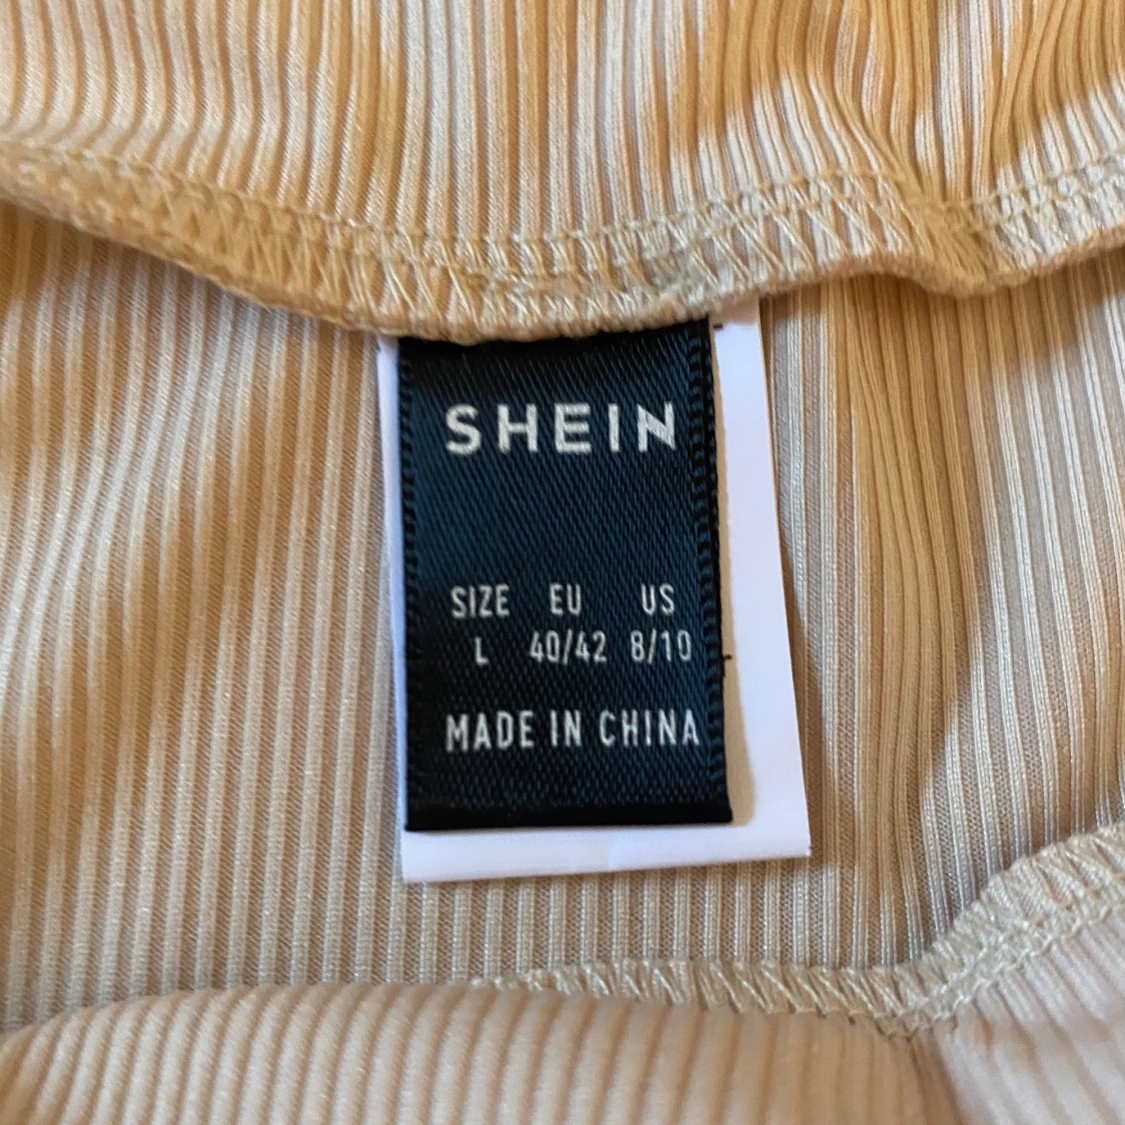 SHEIN
SIZE EU US
L 40/42 8/10
MADE IN CHINA